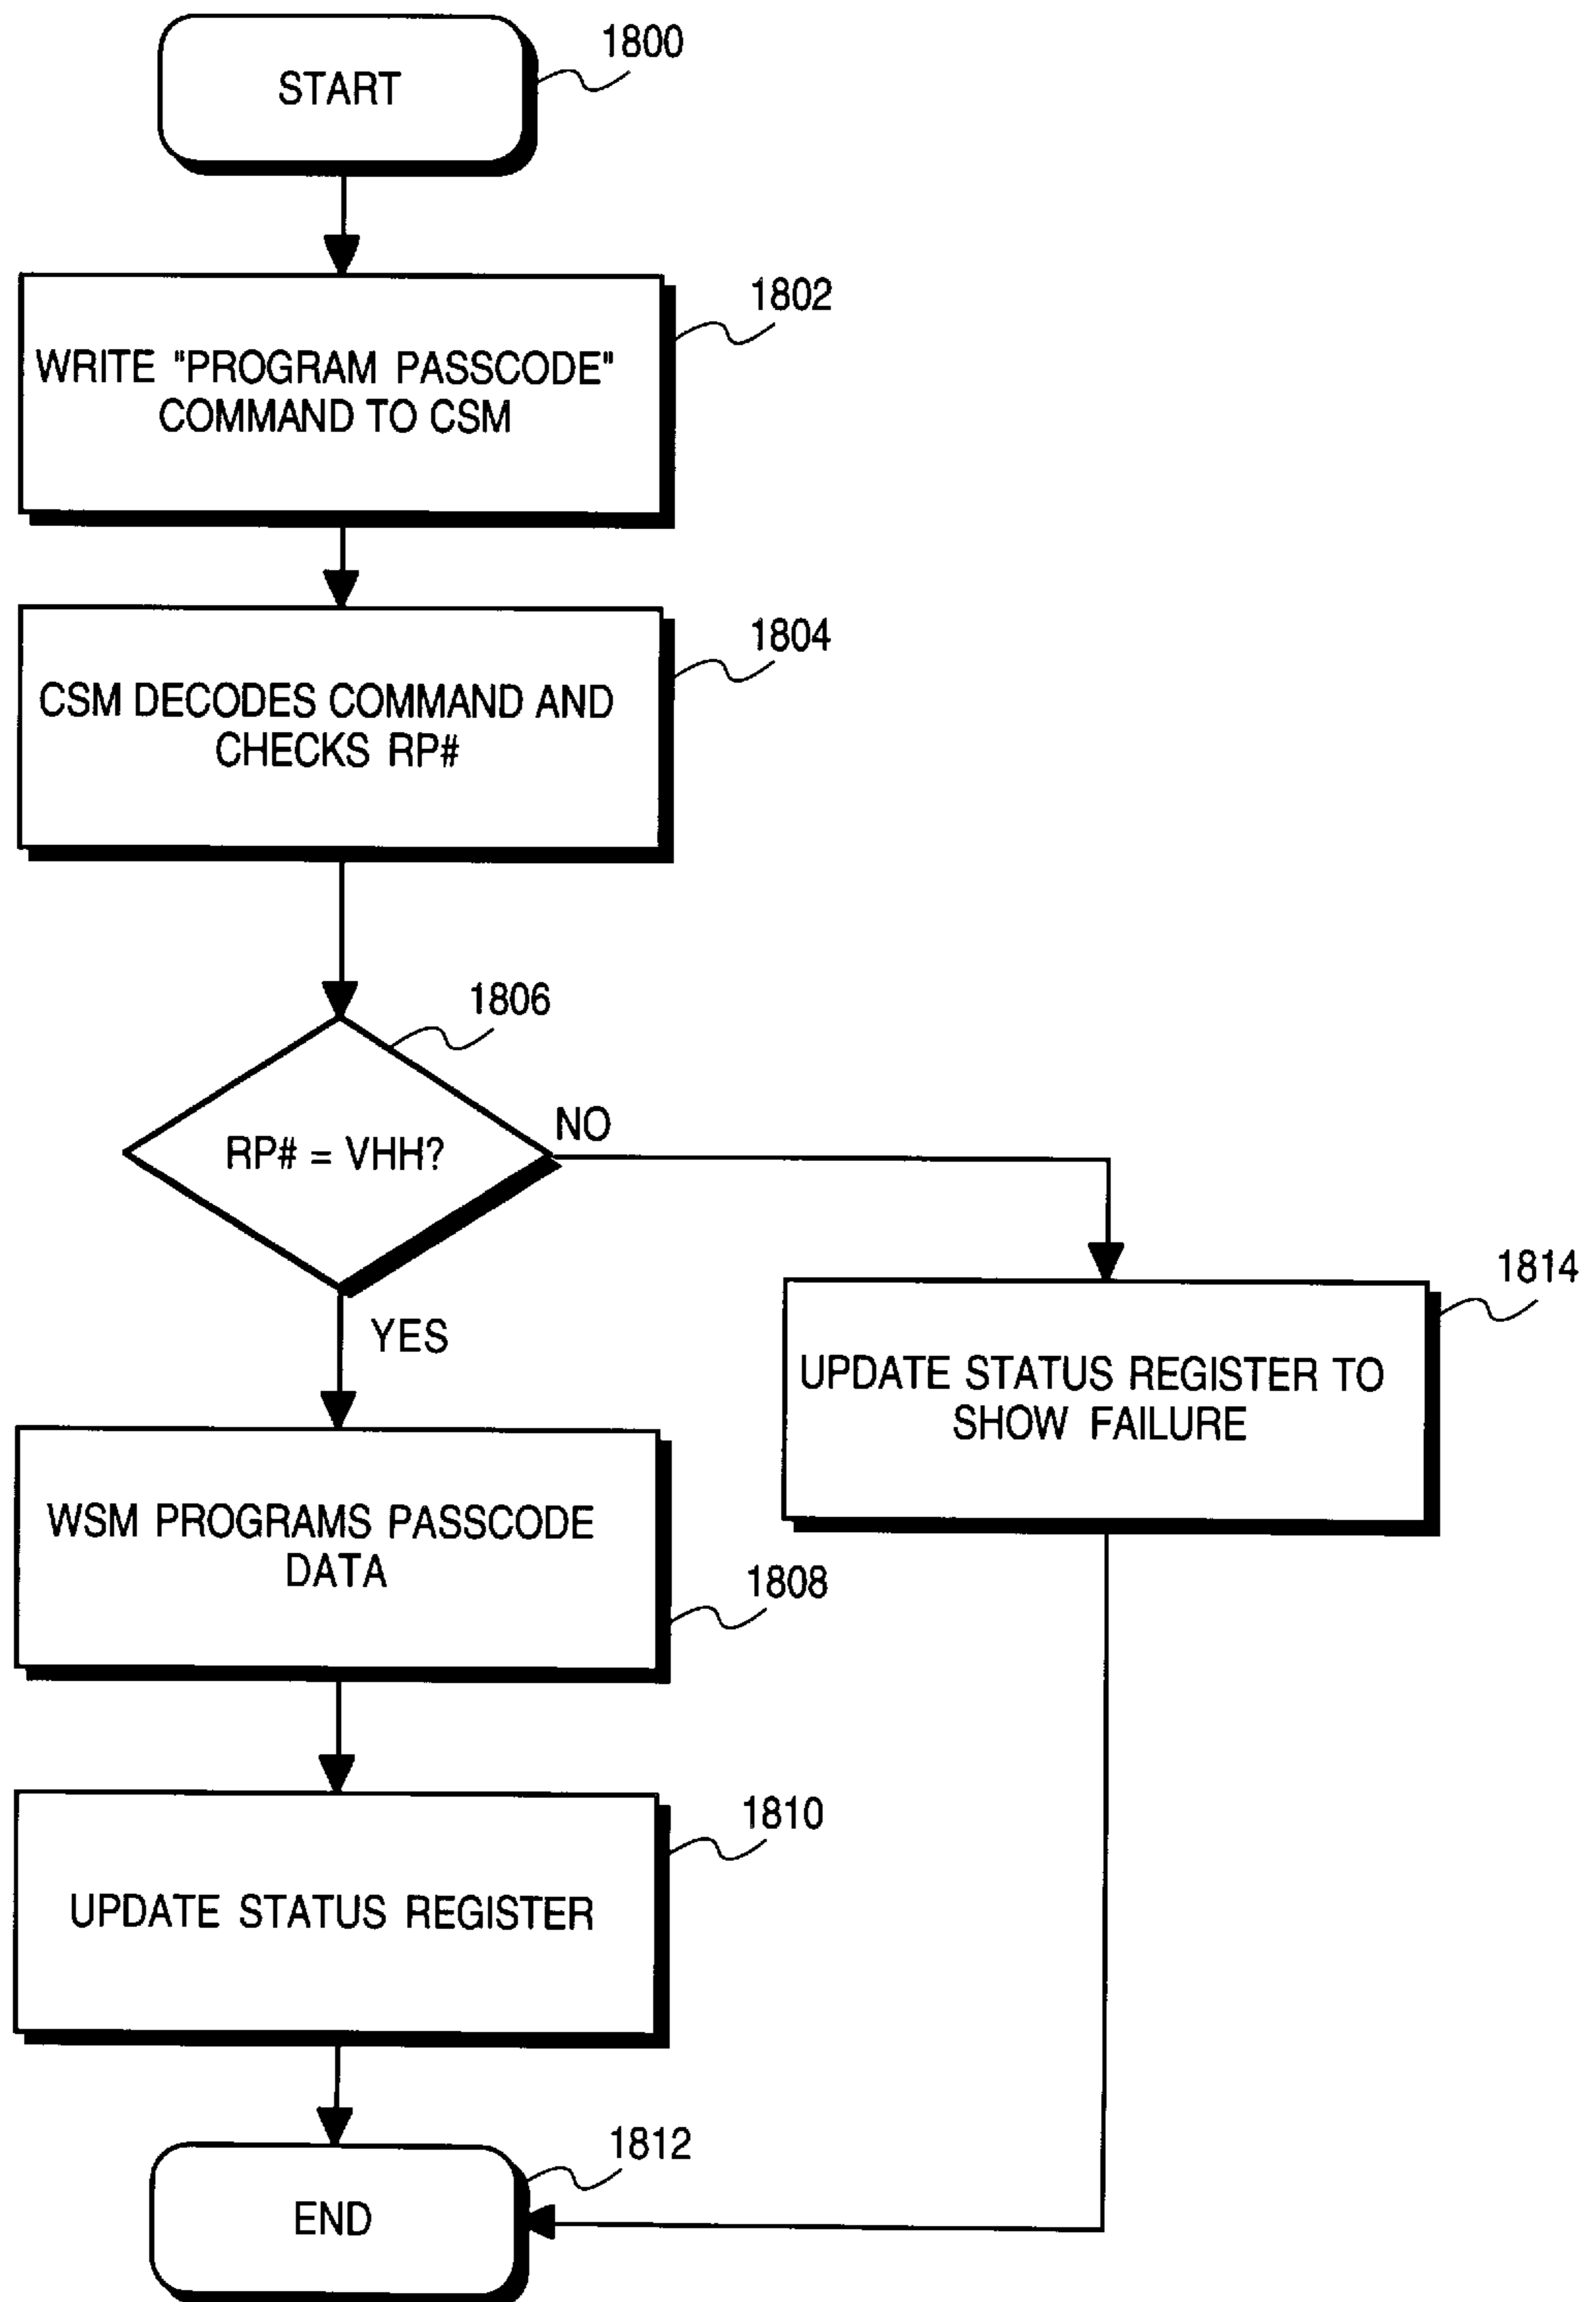 START
1800
WRITE "PROGRAM PASSCODE"
COMMAND TO CSM
1802
CSM DECODES COMMAND AND
CHECKS RP#
1804
RP# = VHH?
1806
NO
YES
UPDATE STATUS REGISTER TO
SHOW FAILURE
1814
WSM PROGRAMS PASSCODE
DATA
1808
UPDATE STATUS REGISTER
1810
END
1812